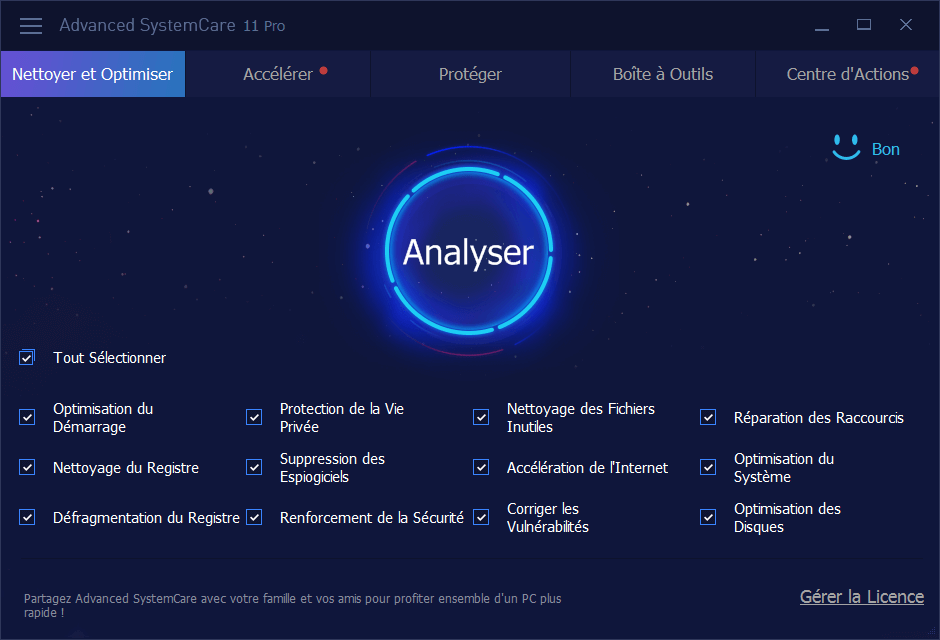 Advanced SystemCare 11 Pro
Nettoyer et Optimiser
Accélérer
Protéger
Boîte à Outils
Centre d'Actions
Bon
Analyser
Tout Sélectionner
Optimisation du
Démarrage
Protection de la Vie
Privée
Nettoyage des Fichiers
Inutiles
Réparation des Raccourcis
Nettoyage du Registre
Suppression des
Espiogiciels
Accélération de l'Internet
Optimisation du
Système
Défragmentation du Registre
Renforcement de la Sécurité
Corriger les
Vulnérabilités
Optimisation des
Disques
Partagez Advanced SystemCare avec votre famille et vos amis pour profiter ensemble d'un PC plus
rapide !
Gérer la Licence